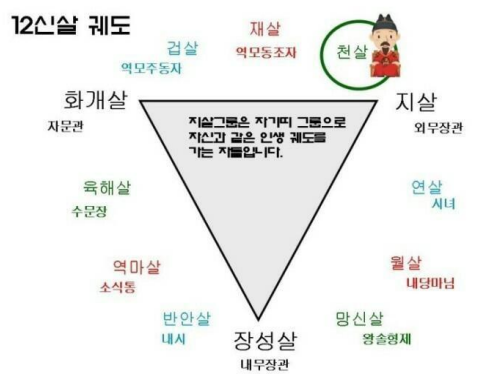 12신살 궤도
재살
역모동조자
겁살
역모주동자
천살
화개살
자문관
지살
외무장관
지살그룹은 자기띠 그룹으로
자신과 같은 인생 궤도를
가는 자들입니다.
육해살
수문장
연살
시녀
역마살
소식통
월살
내당마님
반안살
내시
장성살
내무장관
망신살
왕솔형제